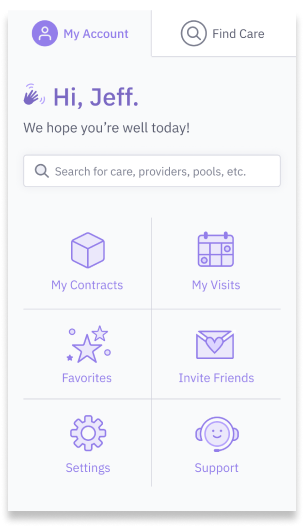 My Account
Find Care
Hi, Jeff.
We hope you're well today!
Search for care, providers, pools, etc.
My Contracts
My Visits
Favorites
Invite Friends
Settings
Support